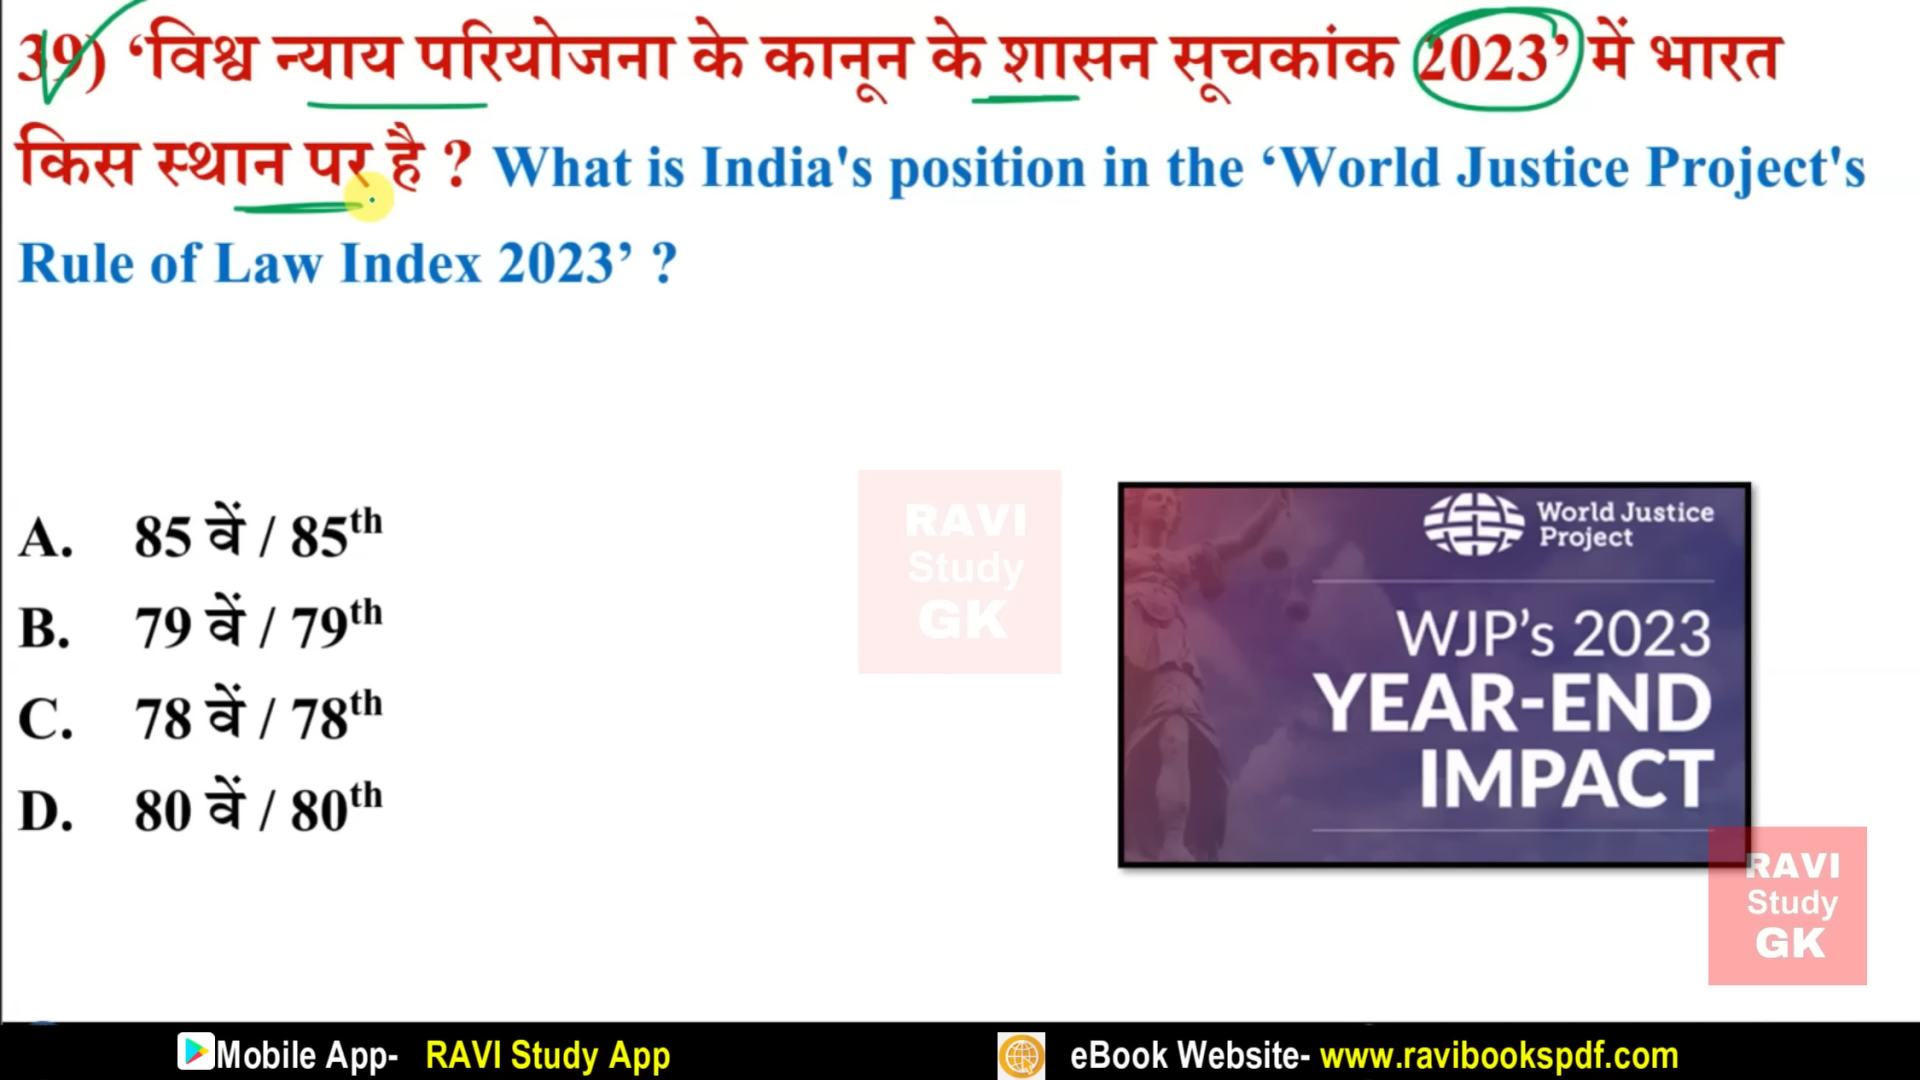 39) ‘विश्व न्याय परियोजना के कानून के शासन सूचकांक 2023’ में भारत
किस स्थान पर है ? What is India's position in the ‘World Justice Project's
Rule of Law Index 2023’ ?
A. 85 वें / 85th
B. 79 वें / 79th
C. 78 वें / 78th
D. 80 वें / 80th
RAVI
Study
GK
World Justice
Project
WJP’s 2023
YEAR-END
IMPACT
RAVI
Study
GK
Mobile App- RAVI Study App
eBook Website- www.ravibookspdf.com